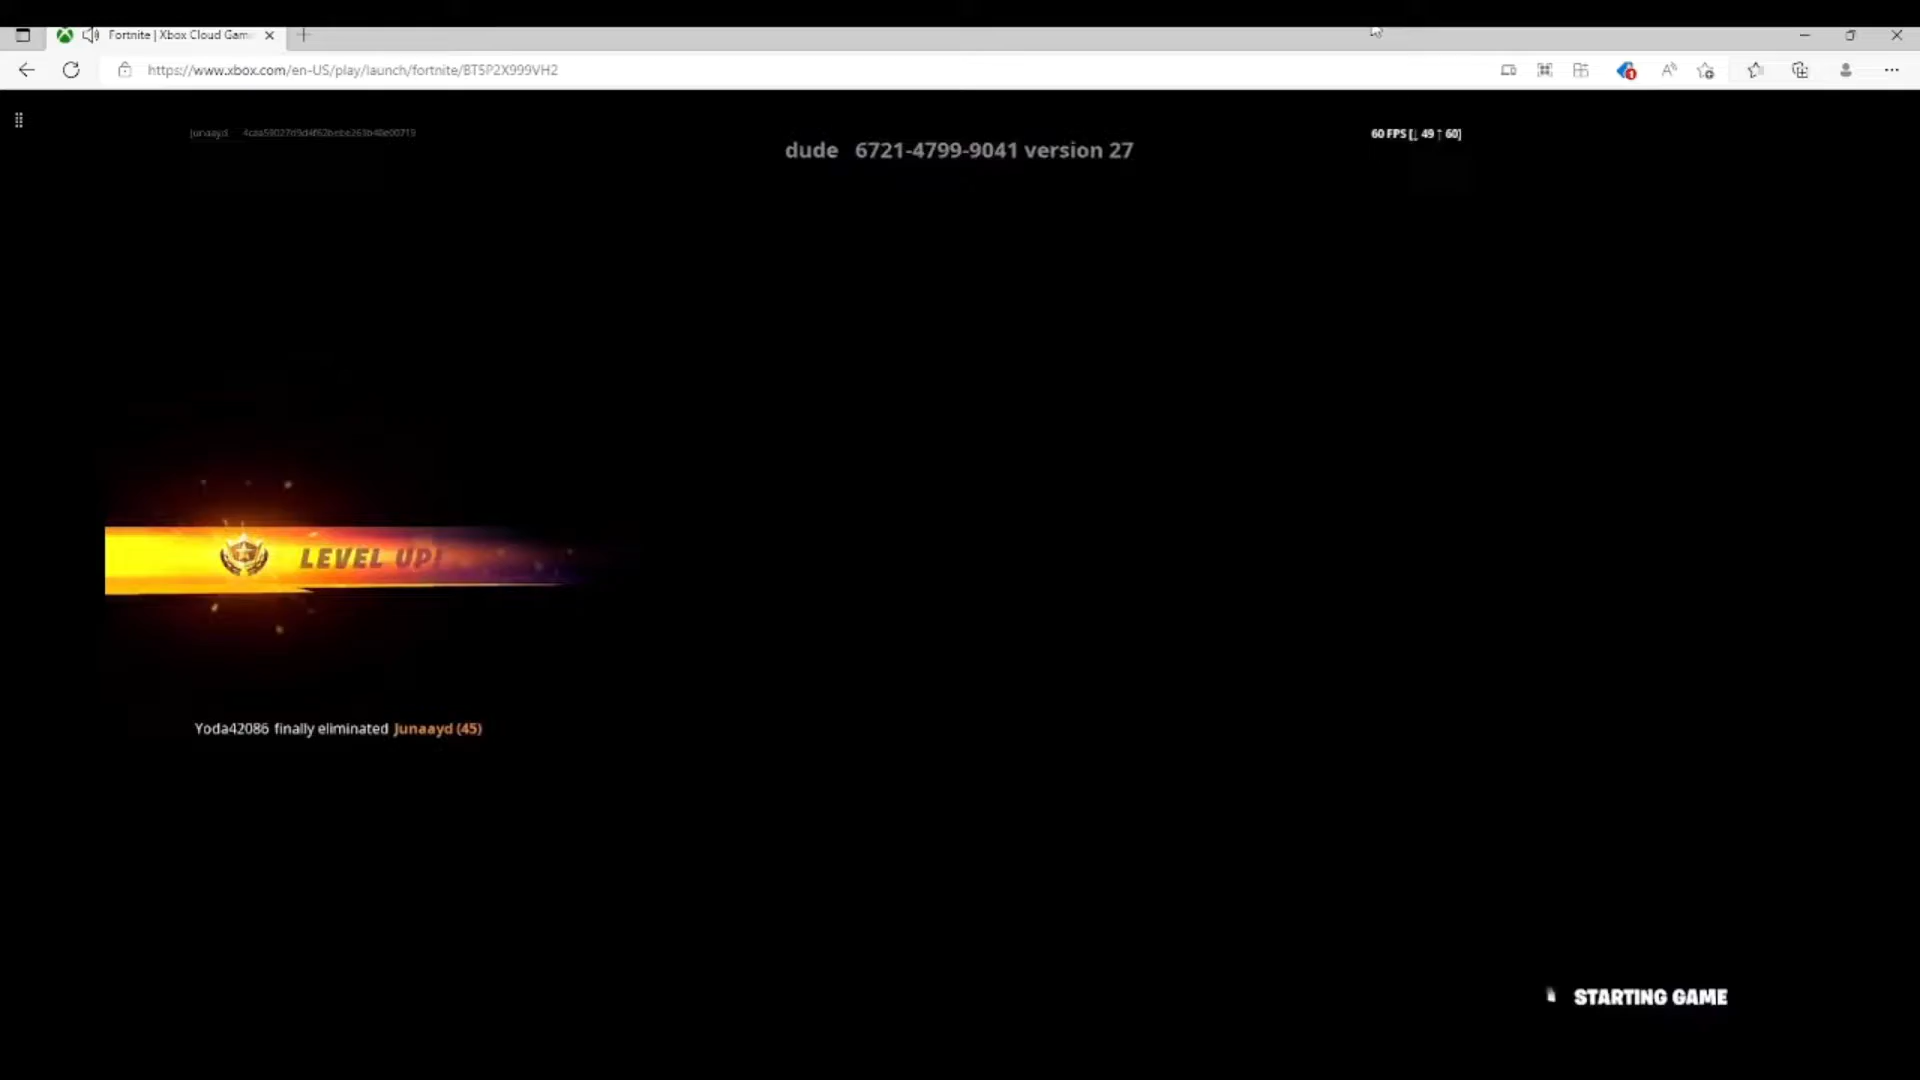 Fortnite | Xbox Cloud Gam
https://www.xbox.com/en-US/play/launch/fortnite/BT5P2X999VH2
Junaayd
60 FPS [↓ 49 ↑ 60]
dude 6721-4799-9041 version 27
LEVEL UP!
Yoda42086 finally eliminated Junaayd (45)
STARTING GAME